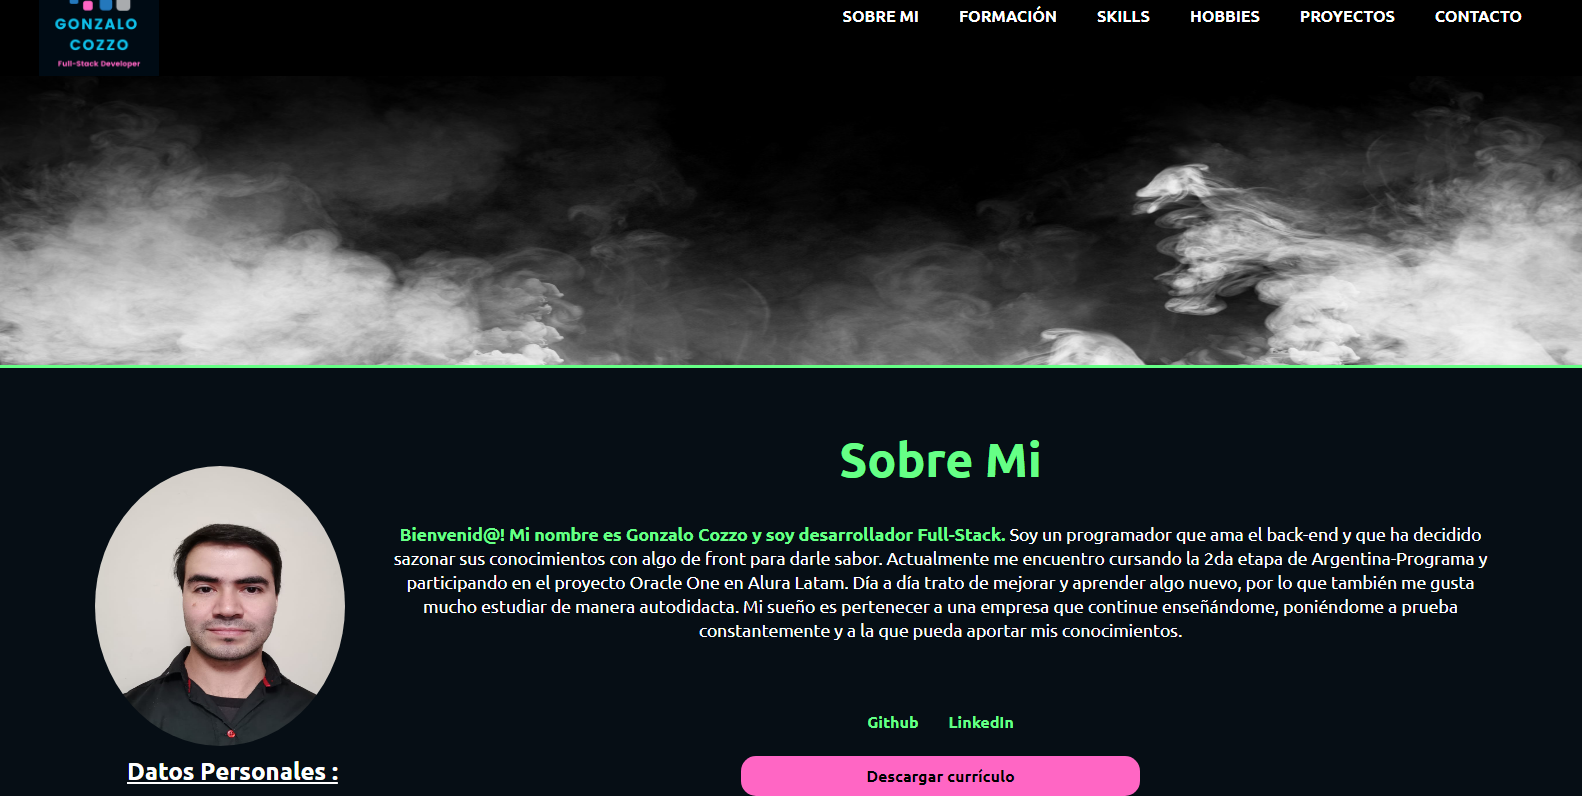 GONZALO
COZZO
Full-Stack Developer
SOBRE MI FORMACIÓN SKILLS HOBBIES PROYECTOS CONTACTO
Sobre Mi
Bienvenid@! Mi nombre es Gonzalo Cozzo y soy desarrollador Full-Stack. Soy un programador que ama el back-end y que ha decidido
sazonar sus conocimientos con algo de front para darle sabor. Actualmente me encuentro cursando la 2da etapa de Argentina-Programa y
participando en el proyecto Oracle One en Alura Latam. Día a día trato de mejorar y aprender algo nuevo, por lo que también me gusta
mucho estudiar de manera autodidacta. Mi sueño es pertenecer a una empresa que continue enseñándome, poniéndome a prueba
constantemente y a la que pueda aportar mis conocimientos.
Github LinkedIn
Datos Personales :
Descargar currículo